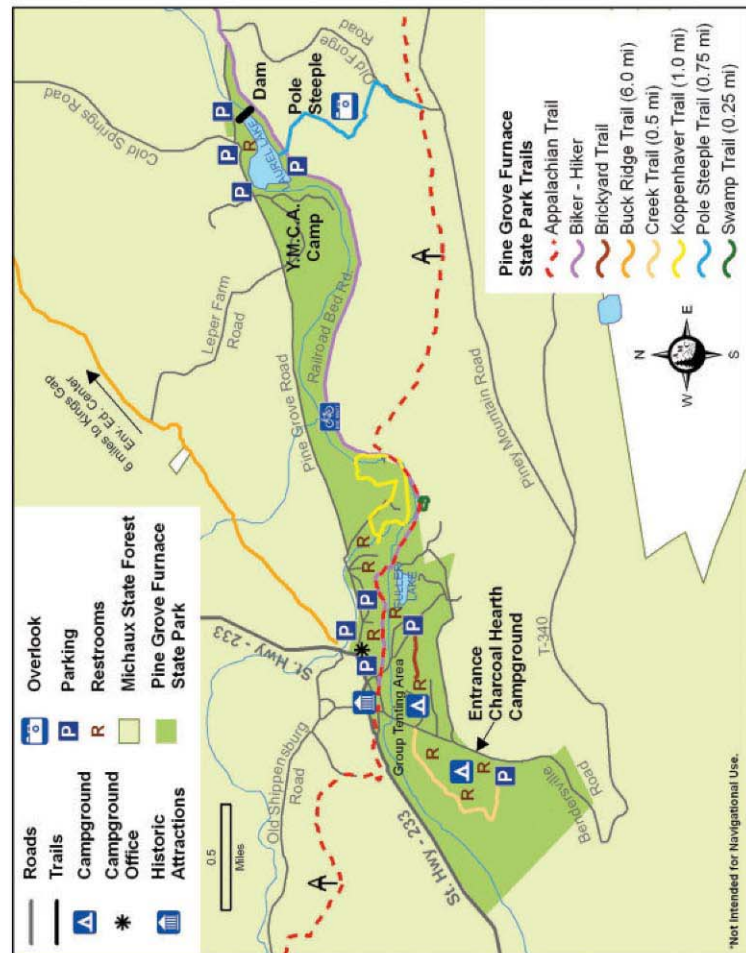 Roads
Trails
Campground
Campground
Office
Historic
Attractions
Overlook
Parking
Restrooms
Michaux State Forest
Pine Grove Furnace
State Park
0.5
Miles
6 miles to Kings Gap
Env. Ed. Center
Cold Springs Road
Leper Farm
Road
Pine Grove Road
Railroad Bed Rd.
Y.M.C.A.
Camp
LAUREL LAKE
Dam
Pole
Steeple
Old Forge
Road
St. Hwy - 233
Old Shippensburg
Road
Group Tenting Area
FULLER
LAKE
Entrance
Charcoal Hearth
Campground
St. Hwy - 233
Bendersville
Road
T-340
Piney Mountain Road
A
A
P
P
P
P
P
P
P
P
P
R
R
R
R
R
R
R
R
R
N
W
E
S
Pine Grove Furnace
State Park Trails
Appalachian Trail
Biker - Hiker
Brickyard Trail
Buck Ridge Trail (6.0 mi)
Creek Trail (0.5 mi)
Koppenhaver Trail (1.0 mi)
Pole Steeple Trail (0.75 mi)
Swamp Trail (0.25 mi)
*Not Intended for Navigational Use.